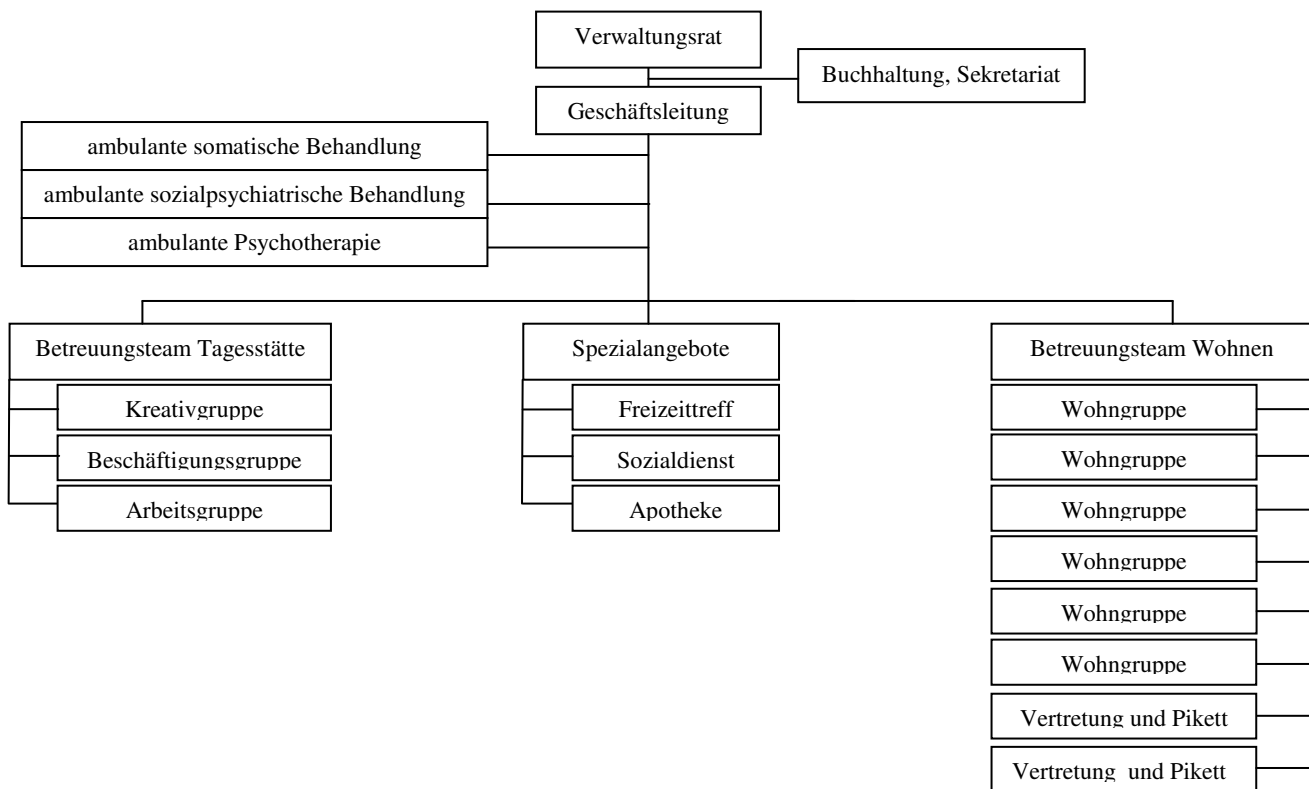 Verwaltungsrat
Buchhaltung, Sekretariat
Geschäftsleitung
ambulante somatische Behandlung
ambulante sozialpsychiatrische Behandlung
ambulante Psychotherapie
Betreuungsteam Tagesstätte
Kreativgruppe
Beschäftigungsgruppe
Arbeitsgruppe
Spezialangebote
Freizeittreff
Sozialdienst
Apotheke
Betreuungsteam Wohnen
Wohngruppe
Wohngruppe
Wohngruppe
Wohngruppe
Wohngruppe
Wohngruppe
Vertretung und Pikett
Vertretung  und Pikett